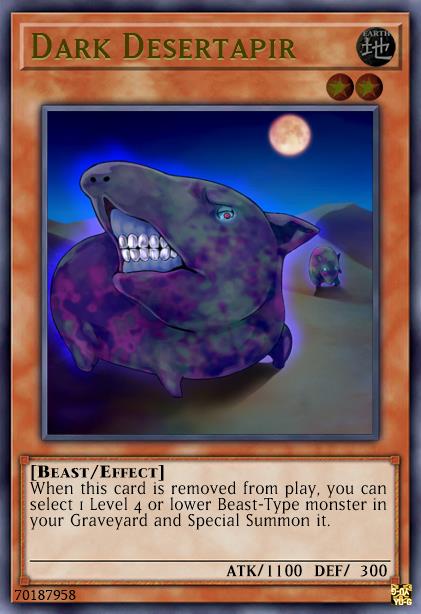 DARK DESERTAPIR
EARTH
地
[BEAST/EFFECT]
When this card is removed from play, you can
select 1 Level 4 or lower Beast-Type monster in
your Graveyard and Special Summon it.
ATK/1100 DEF/ 300
70187958